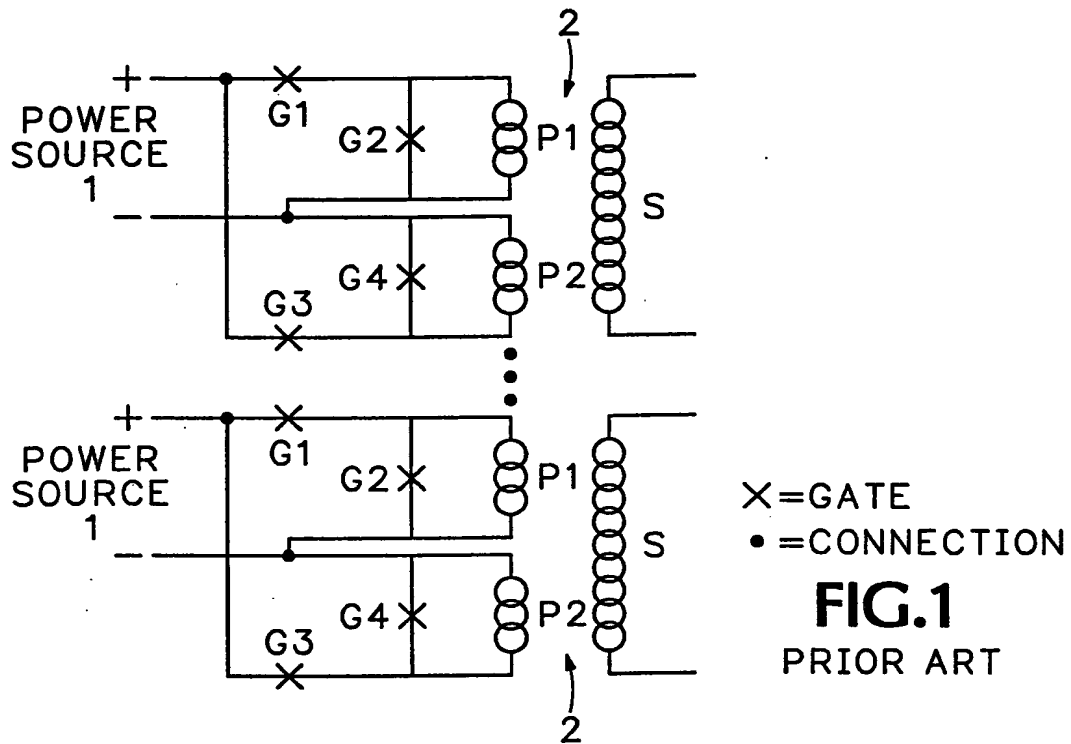 2
+
G1
POWER
SOURCE
1
G2
P1
S
−
G4
P2
G3
+
G1
POWER
SOURCE
1
G2
P1
S
−
G4
P2
G3
2
×=GATE
•=CONNECTION
FIG.1
PRIOR ART